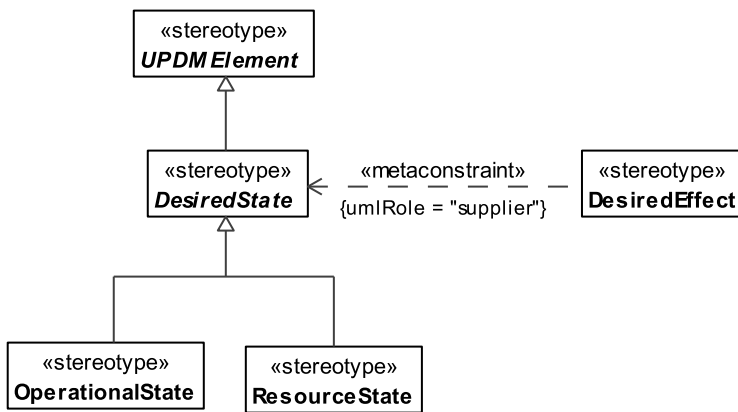 «stereotype»
UPDMElement
«stereotype»
DesiredState
«metaconstraint»
{umlRole = "supplier"}
«stereotype»
DesiredEffect
«stereotype»
OperationalState
«stereotype»
ResourceState